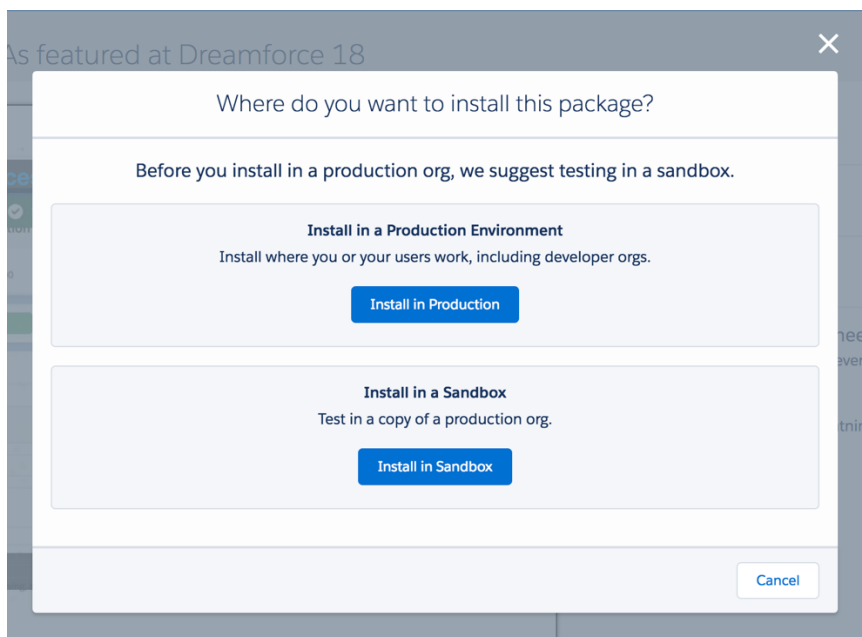 As featured at Dreamforce 18
Where do you want to install this package?
Before you install in a production org, we suggest testing in a sandbox.
Install in a Production Environment
Install where you or your users work, including developer orgs.
Install in Production
Install in a Sandbox
Test in a copy of a production org.
Install in Sandbox
Cancel